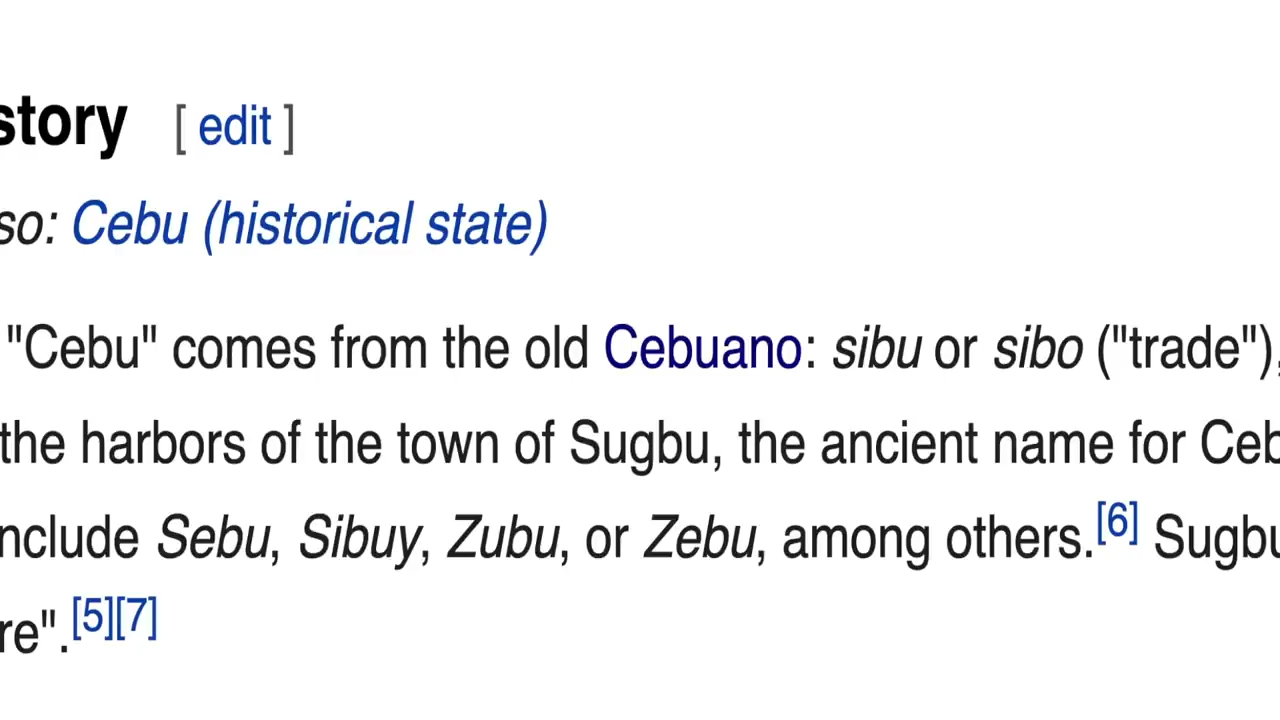 story [ edit ]
so: Cebu (historical state)
"Cebu" comes from the old Cebuano: sibu or sibo ("trade"),
the harbors of the town of Sugbu, the ancient name for Ceb
nclude Sebu, Sibuy, Zubu, or Zebu, among others.[6] Sugbu
re".[5][7]